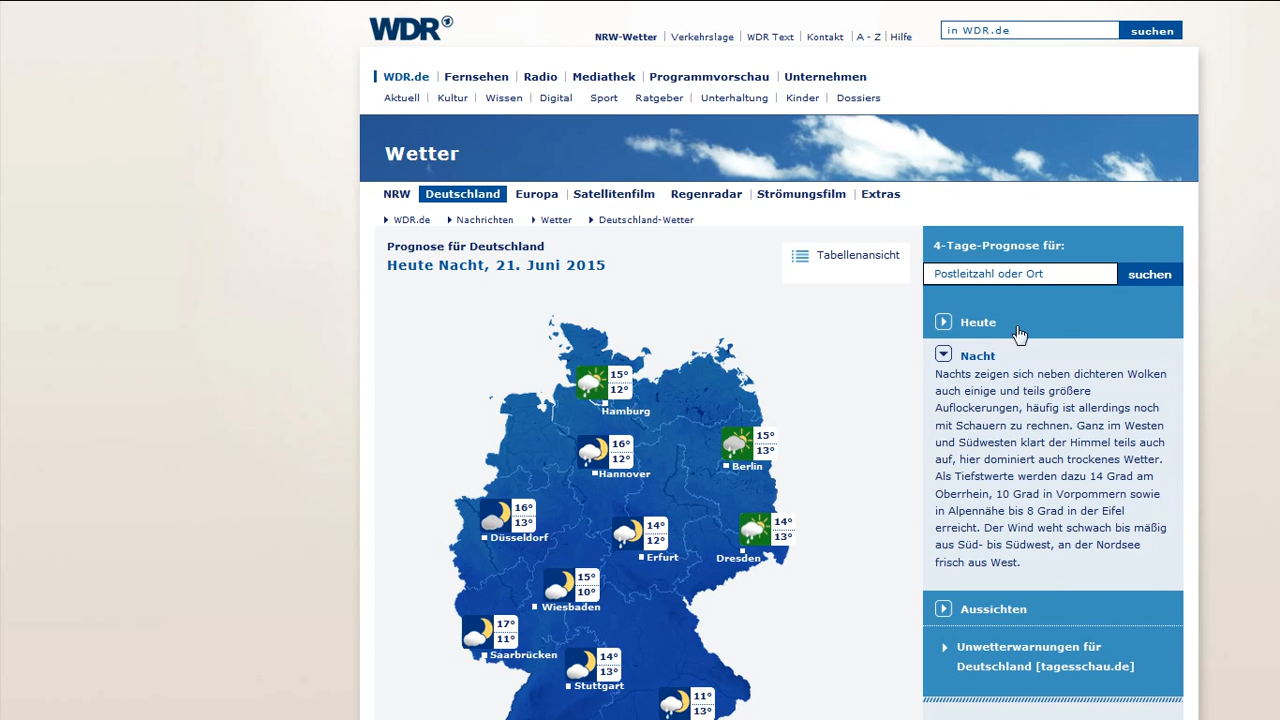 WDR
NRW-Wetter Verkehrslage WDR Text Kontakt A - Z Hilfe
in WDR.de suchen
WDR.de Fernsehen Radio Mediathek Programmvorschau Unternehmen
Aktuell Kultur Wissen Digital Sport Ratgeber Unterhaltung Kinder Dossiers
Wetter
NRW Deutschland Europa Satellitenfilm Regenradar Strömungsfilm Extras
WDR.de Nachrichten Wetter Deutschland-Wetter
Prognose für Deutschland
Heute Nacht, 21. Juni 2015
Tabellenansicht
15°
12°
Hamburg
16°
12°
Hannover
15°
13°
Berlin
16°
13°
Düsseldorf
14°
12°
Erfurt
14°
13°
Dresden
15°
10°
Wiesbaden
17°
11°
Saarbrücken
14°
13°
Stuttgart
11°
13°
4-Tage-Prognose für:
Postleitzahl oder Ort suchen
Heute
Nacht
Nachts zeigen sich neben dichteren Wolken
auch einige und teils größere
Auflockerungen, häufig ist allerdings noch
mit Schauern zu rechnen. Ganz im Westen
und Südwesten klart der Himmel teils auch
auf, hier dominiert auch trockenes Wetter.
Als Tiefstwerte werden dazu 14 Grad am
Oberrhein, 10 Grad in Vorpommern sowie
in Alpennähe bis 8 Grad in der Eifel
erreicht. Der Wind weht schwach bis mäßig
aus Süd- bis Südwest, an der Nordsee
frisch aus West.
Aussichten
Unwetterwarnungen für
Deutschland [tagesschau.de]